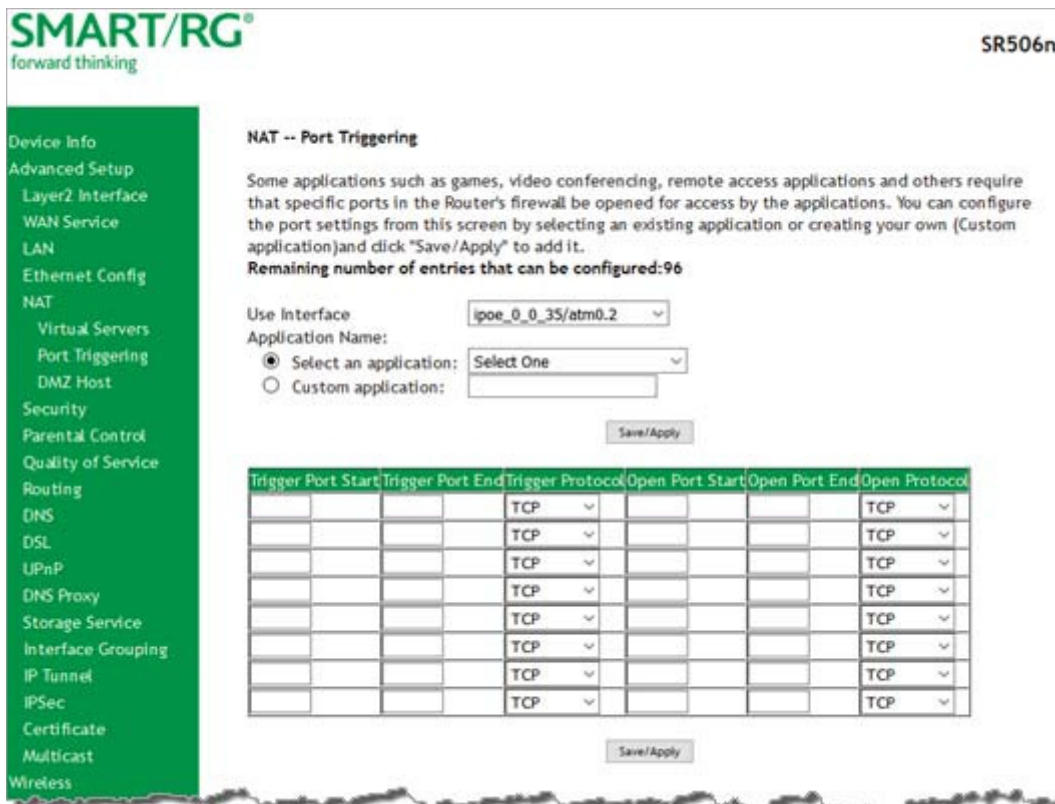 SMART/RG®
forward thinking
SR506n
Device Info
Advanced Setup
Layer2 Interface
WAN Service
LAN
Ethernet Config
NAT
Virtual Servers
Port Triggering
DMZ Host
Security
Parental Control
Quality of Service
Routing
DNS
DSL
UPnP
DNS Proxy
Storage Service
Interface Grouping
IP Tunnel
IPSec
Certificate
Multicast
Wireless
NAT -- Port Triggering
Some applications such as games, video conferencing, remote access applications and others require
that specific ports in the Router's firewall be opened for access by the applications. You can configure
the port settings from this screen by selecting an existing application or creating your own (Custom
application)and click "Save/Apply" to add it.
Remaining number of entries that can be configured:96
Use Interface ipoe_0_0_35/atm0.2
Application Name:
Select an application: Select One
Custom application:
Save/Apply
Trigger Port Start Trigger Port End Trigger Protocol Open Port Start Open Port End Open Protocol
TCP TCP
TCP TCP
TCP TCP
TCP TCP
TCP TCP
TCP TCP
TCP TCP
TCP TCP
Save/Apply